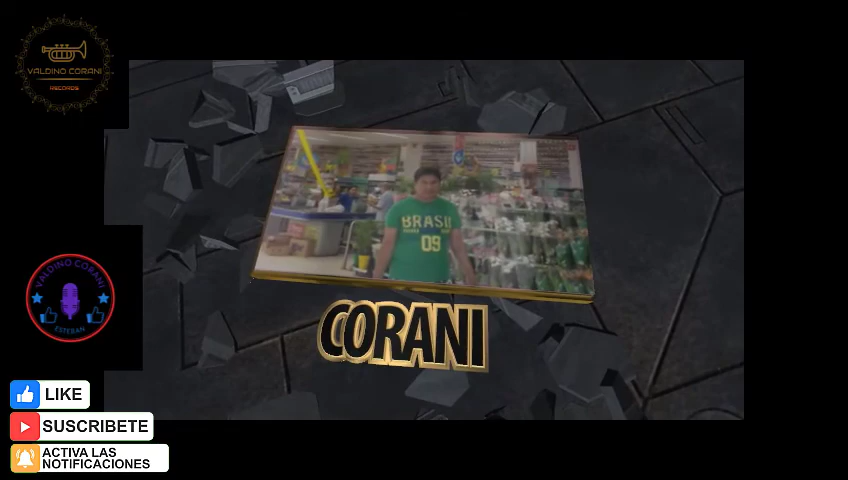 VALDINO CORANI
RECORDS
BRASIL
09
VALDINO CORANI
ESTEBAN
CORANI
LIKE
SUSCRIBETE
ACTIVA LAS
NOTIFICACIONES